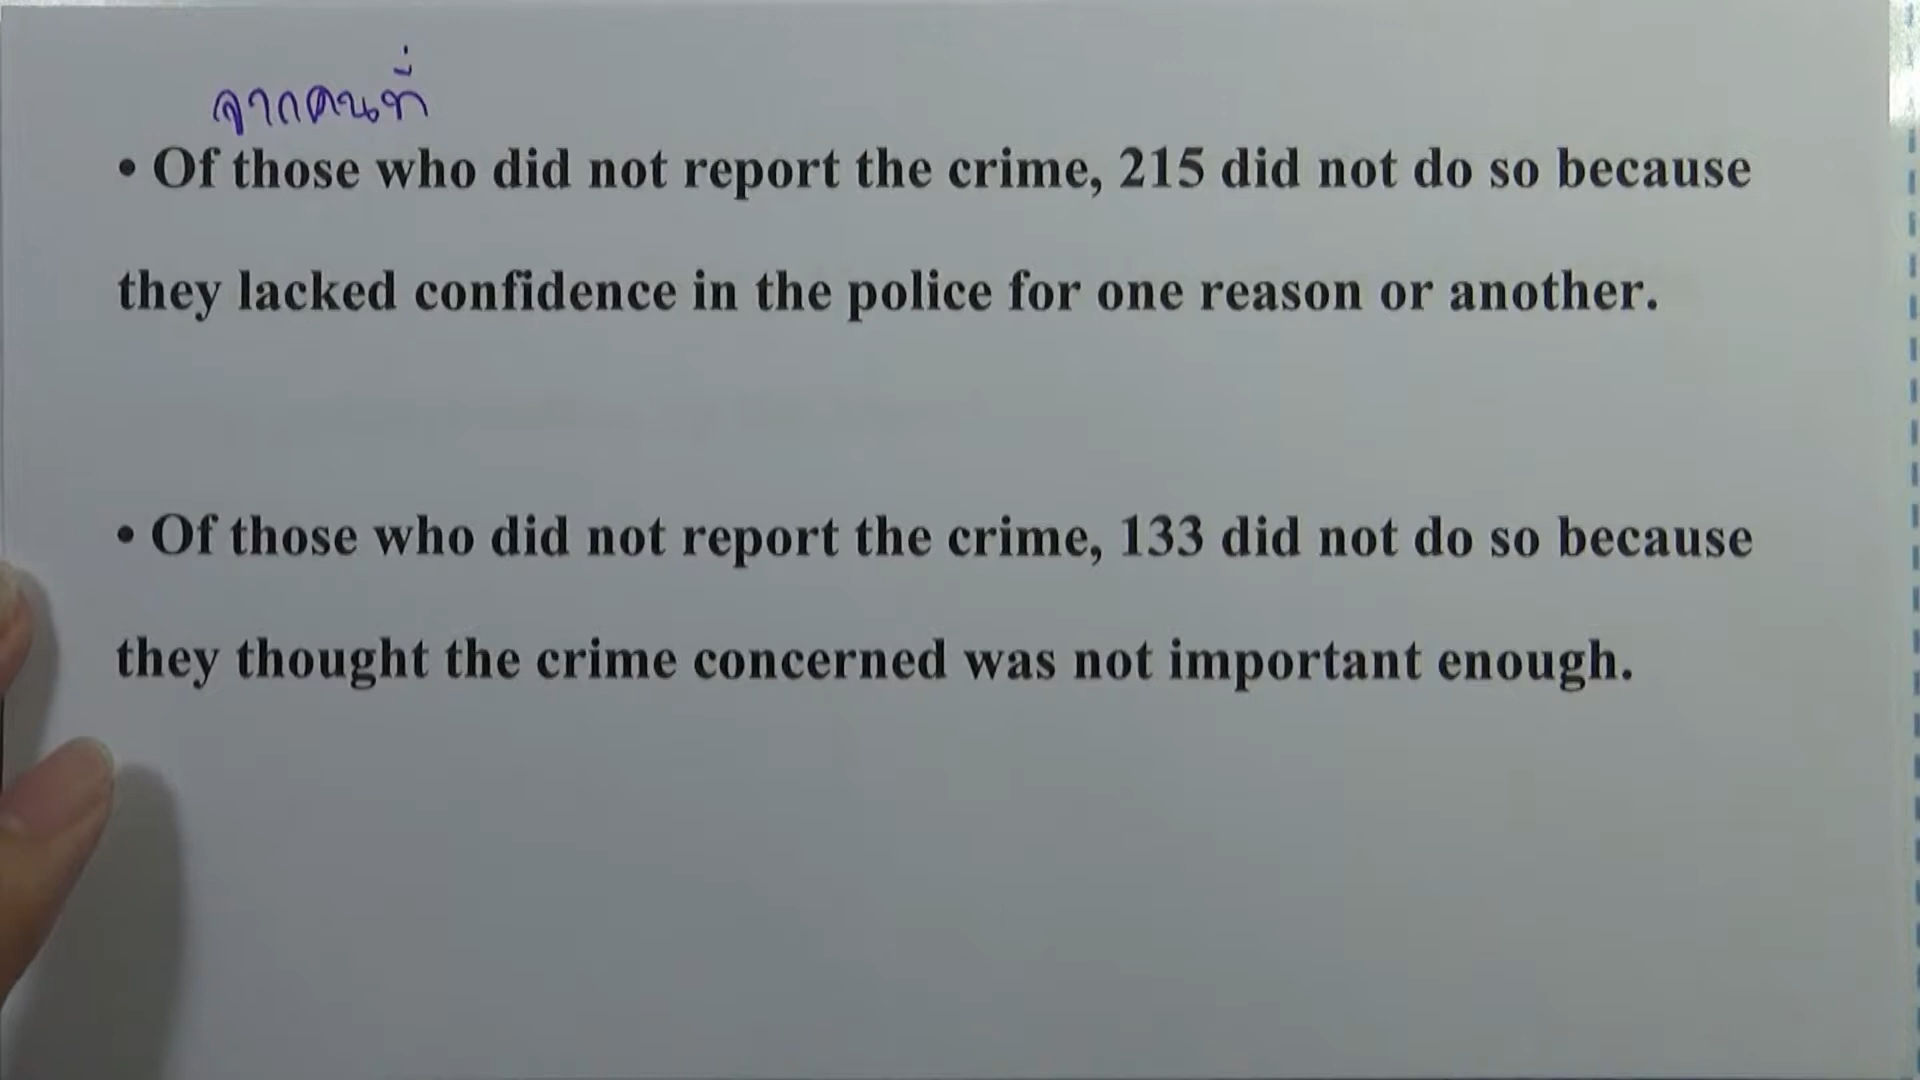 จากคนที่
• Of those who did not report the crime, 215 did not do so because
they lacked confidence in the police for one reason or another.
• Of those who did not report the crime, 133 did not do so because
they thought the crime concerned was not important enough.